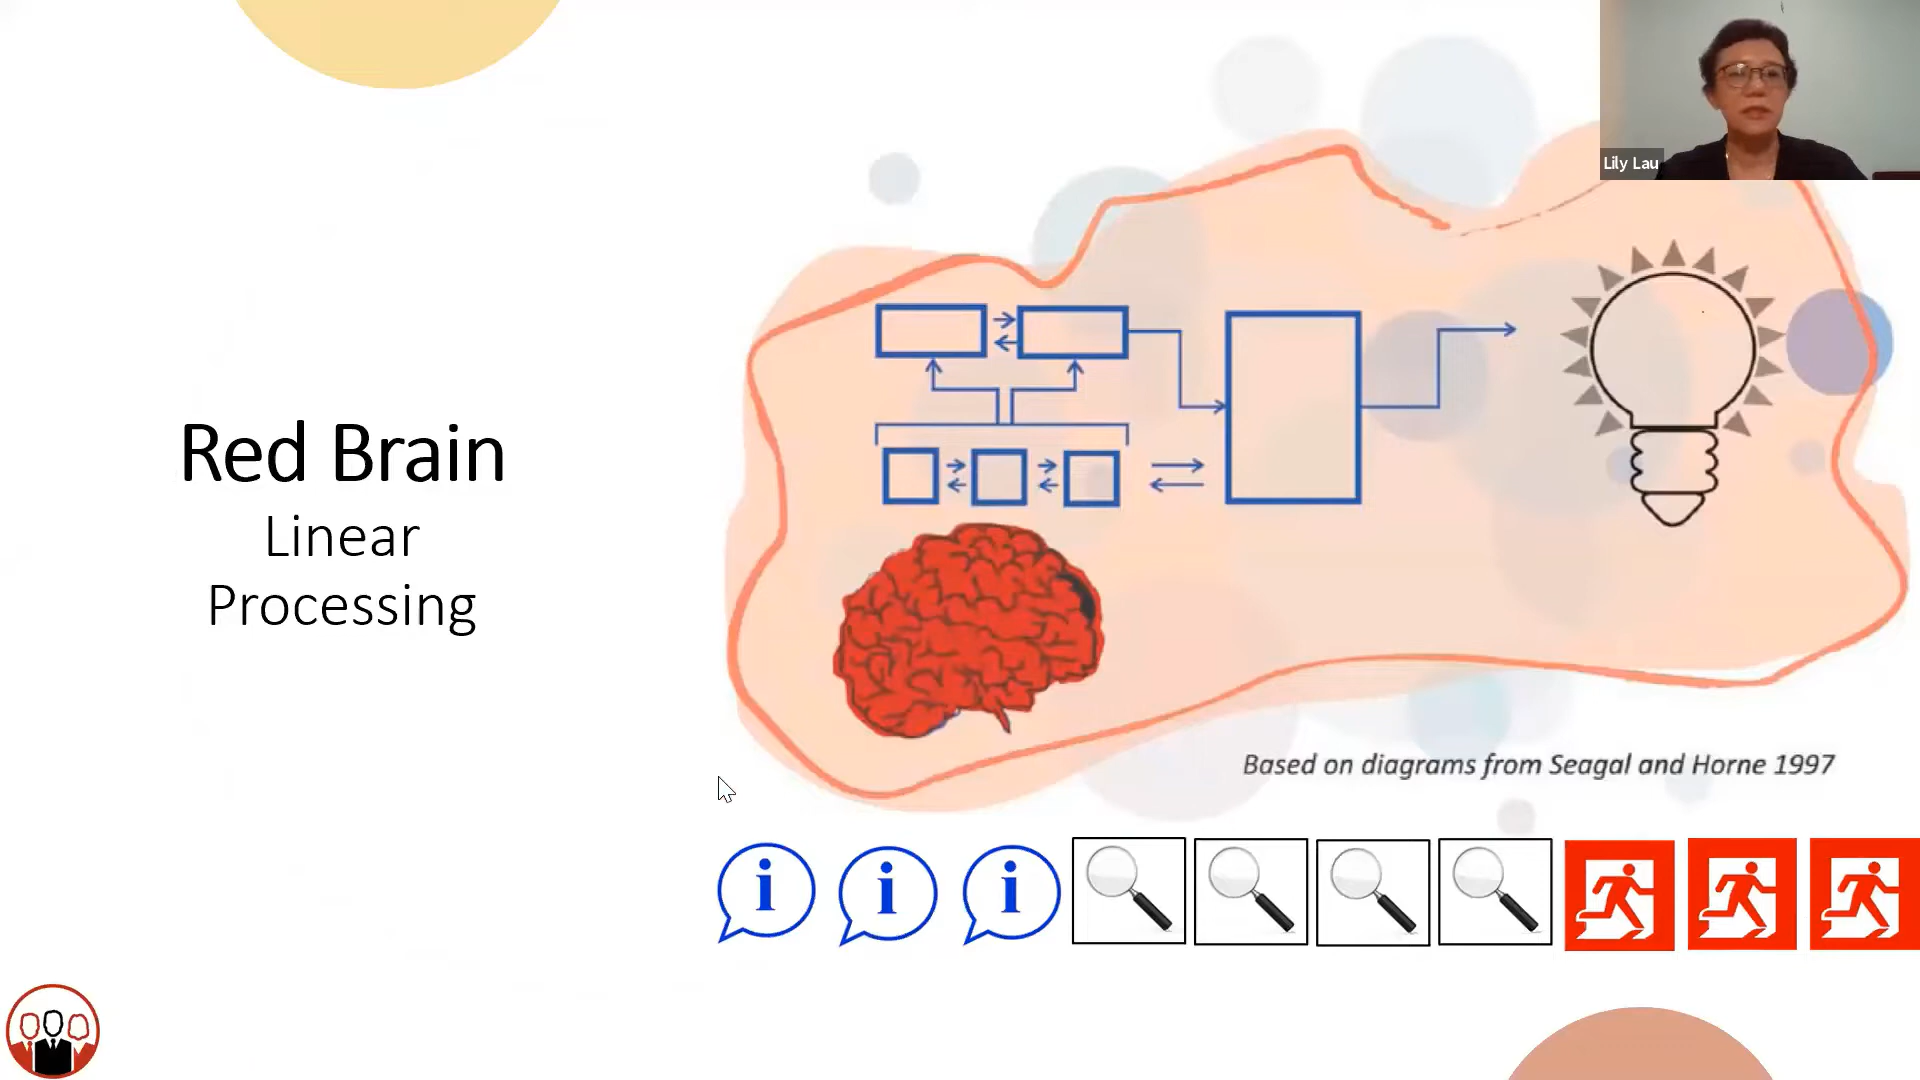 Lily Lau
Red Brain
Linear
Processing
Based on diagrams from Seagal and Horne 1997
i i i